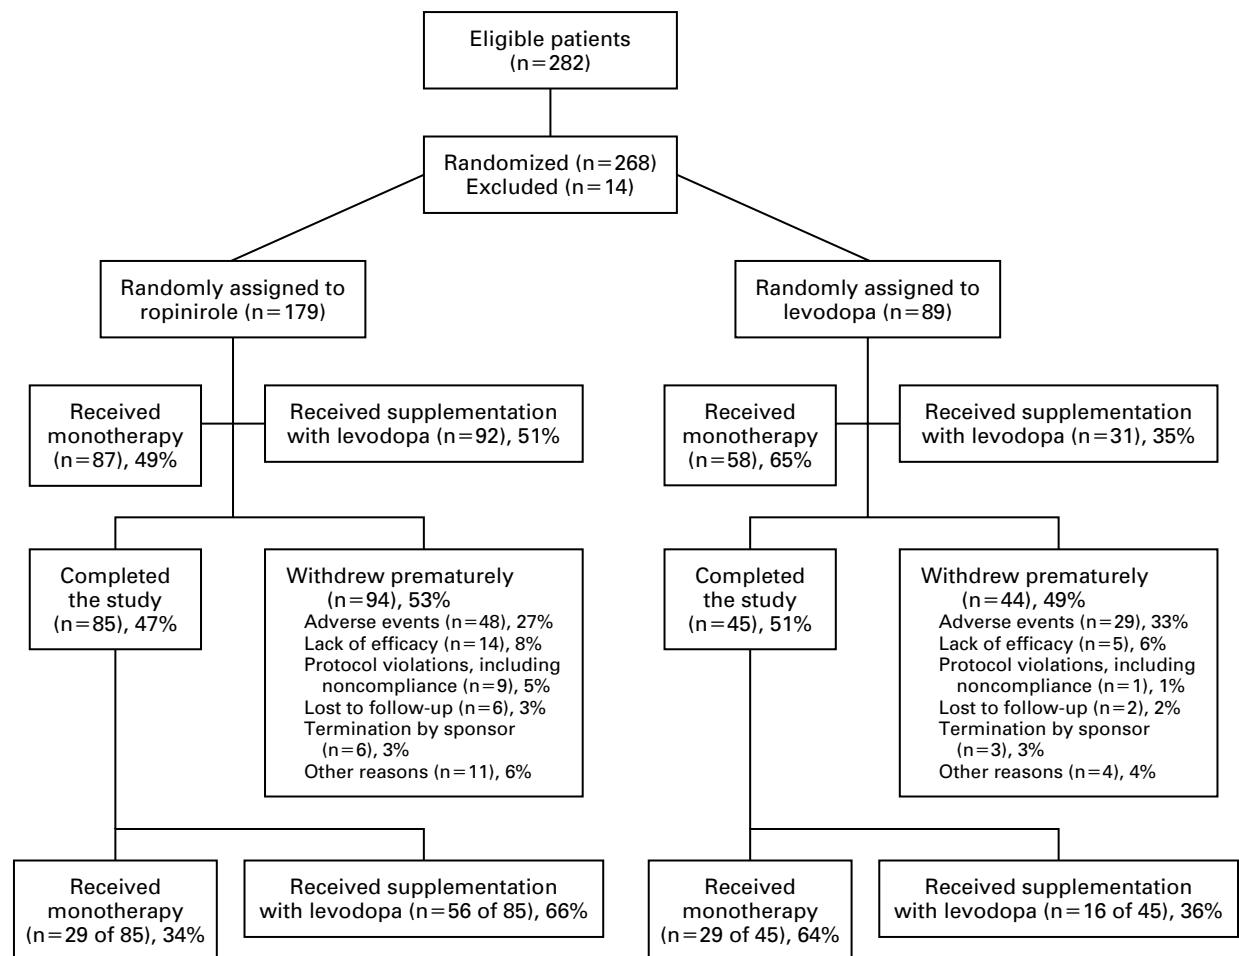 Eligible patients
(n=282)
Randomized (n=268)
Excluded (n=14)
Randomly assigned to
ropinirole (n=179)
Randomly assigned to
levodopa (n=89)
Received
monotherapy
(n=87), 49%
Received supplementation
with levodopa (n=92), 51%
Received
monotherapy
(n=58), 65%
Received supplementation
with levodopa (n=31), 35%
Completed
the study
(n=85), 47%
Withdrew prematurely
(n=94), 53%
Adverse events (n=48), 27%
Lack of efficacy (n=14), 8%
Protocol violations, including
noncompliance (n=9), 5%
Lost to follow-up (n=6), 3%
Termination by sponsor
(n=6), 3%
Other reasons (n=11), 6%
Completed
the study
(n=45), 51%
Withdrew prematurely
(n=44), 49%
Adverse events (n=29), 33%
Lack of efficacy (n=5), 6%
Protocol violations, including
noncompliance (n=1), 1%
Lost to follow-up (n=2), 2%
Termination by sponsor
(n=3), 3%
Other reasons (n=4), 4%
Received
monotherapy
(n=29 of 85), 34%
Received supplementation
with levodopa (n=56 of 85), 66%
Received
monotherapy
(n=29 of 45), 64%
Received supplementation
with levodopa (n=16 of 45), 36%